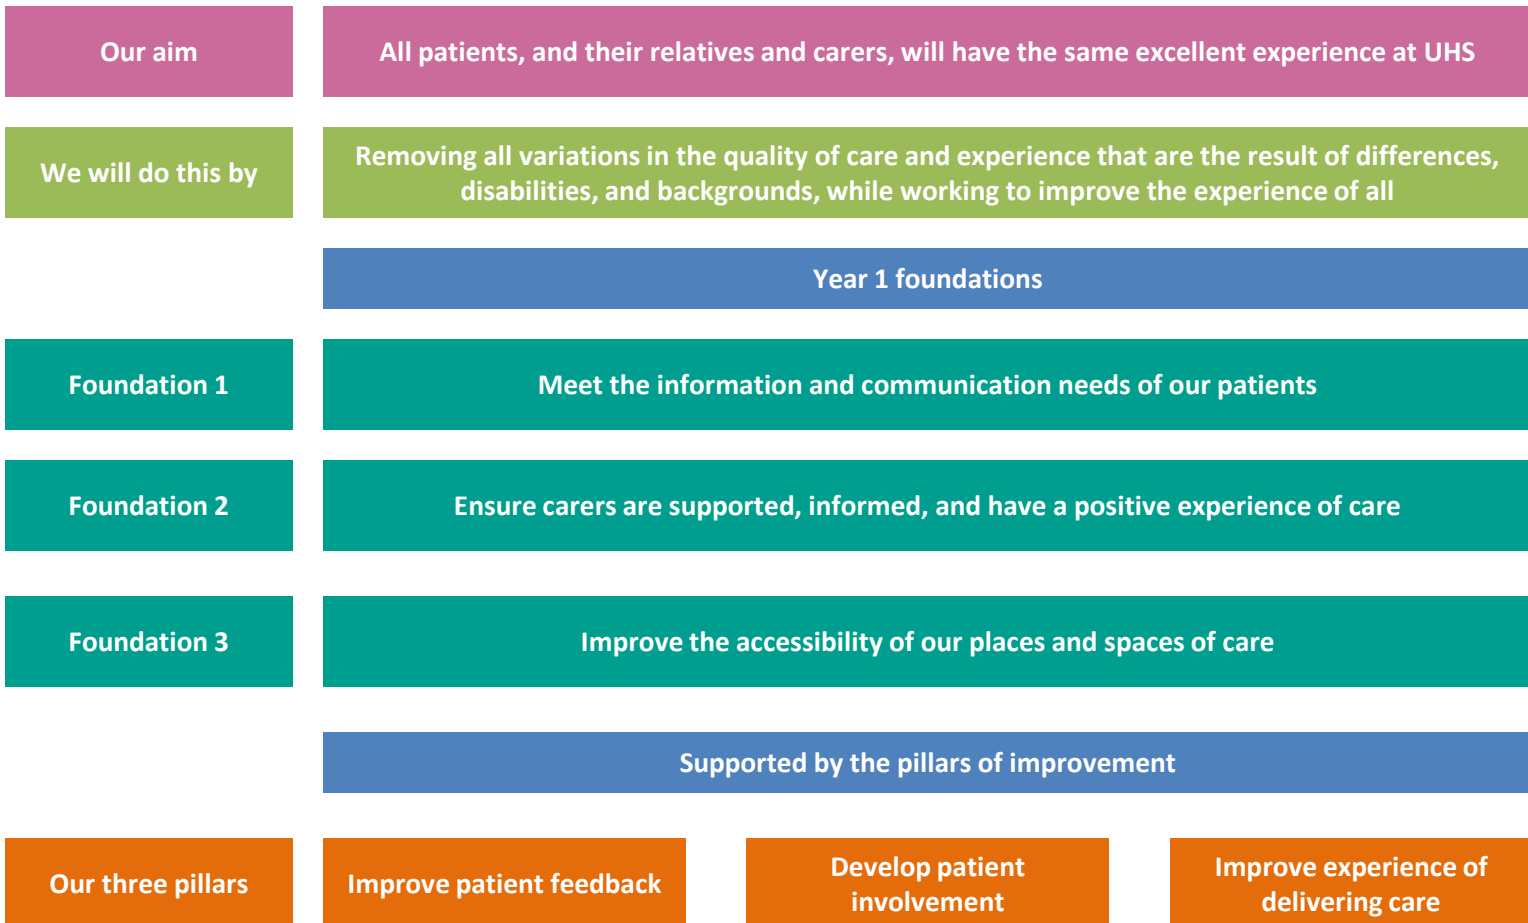 Our aim
All patients, and their relatives and carers, will have the same excellent experience at UHS
We will do this by
Removing all variations in the quality of care and experience that are the result of differences,
disabilities, and backgrounds, while working to improve the experience of all
Year 1 foundations
Foundation 1
Meet the information and communication needs of our patients
Foundation 2
Ensure carers are supported, informed, and have a positive experience of care
Foundation 3
Improve the accessibility of our places and spaces of care
Supported by the pillars of improvement
Our three pillars
Improve patient feedback
Develop patient
involvement
Improve experience of
delivering care